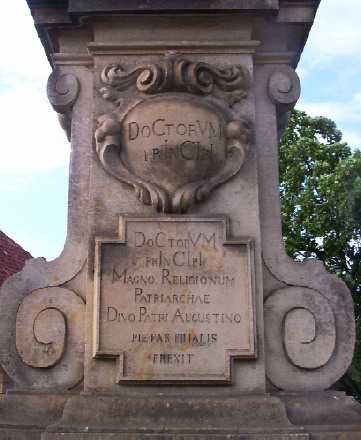 DoCtorVM
prInCIpI
DoCtorVM
prInCIpI
Magno Religionum
Patriarchae
Divo Patri Augustino
pietas filialis
erexit